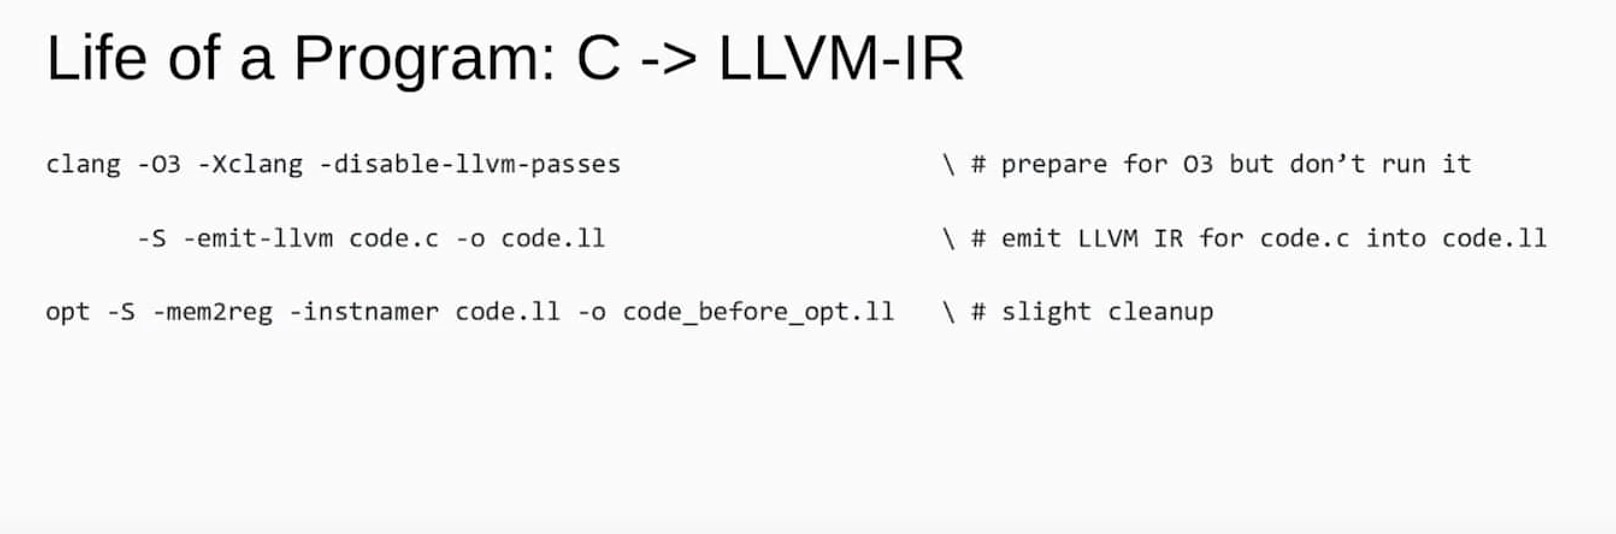 Life of a Program: C -> LLVM-IR
clang -O3 -Xclang -disable-llvm-passes \ # prepare for O3 but don’t run it
-S -emit-llvm code.c -o code.ll \ # emit LLVM IR for code.c into code.ll
opt -S -mem2reg -instnamer code.ll -o code_before_opt.ll \ # slight cleanup